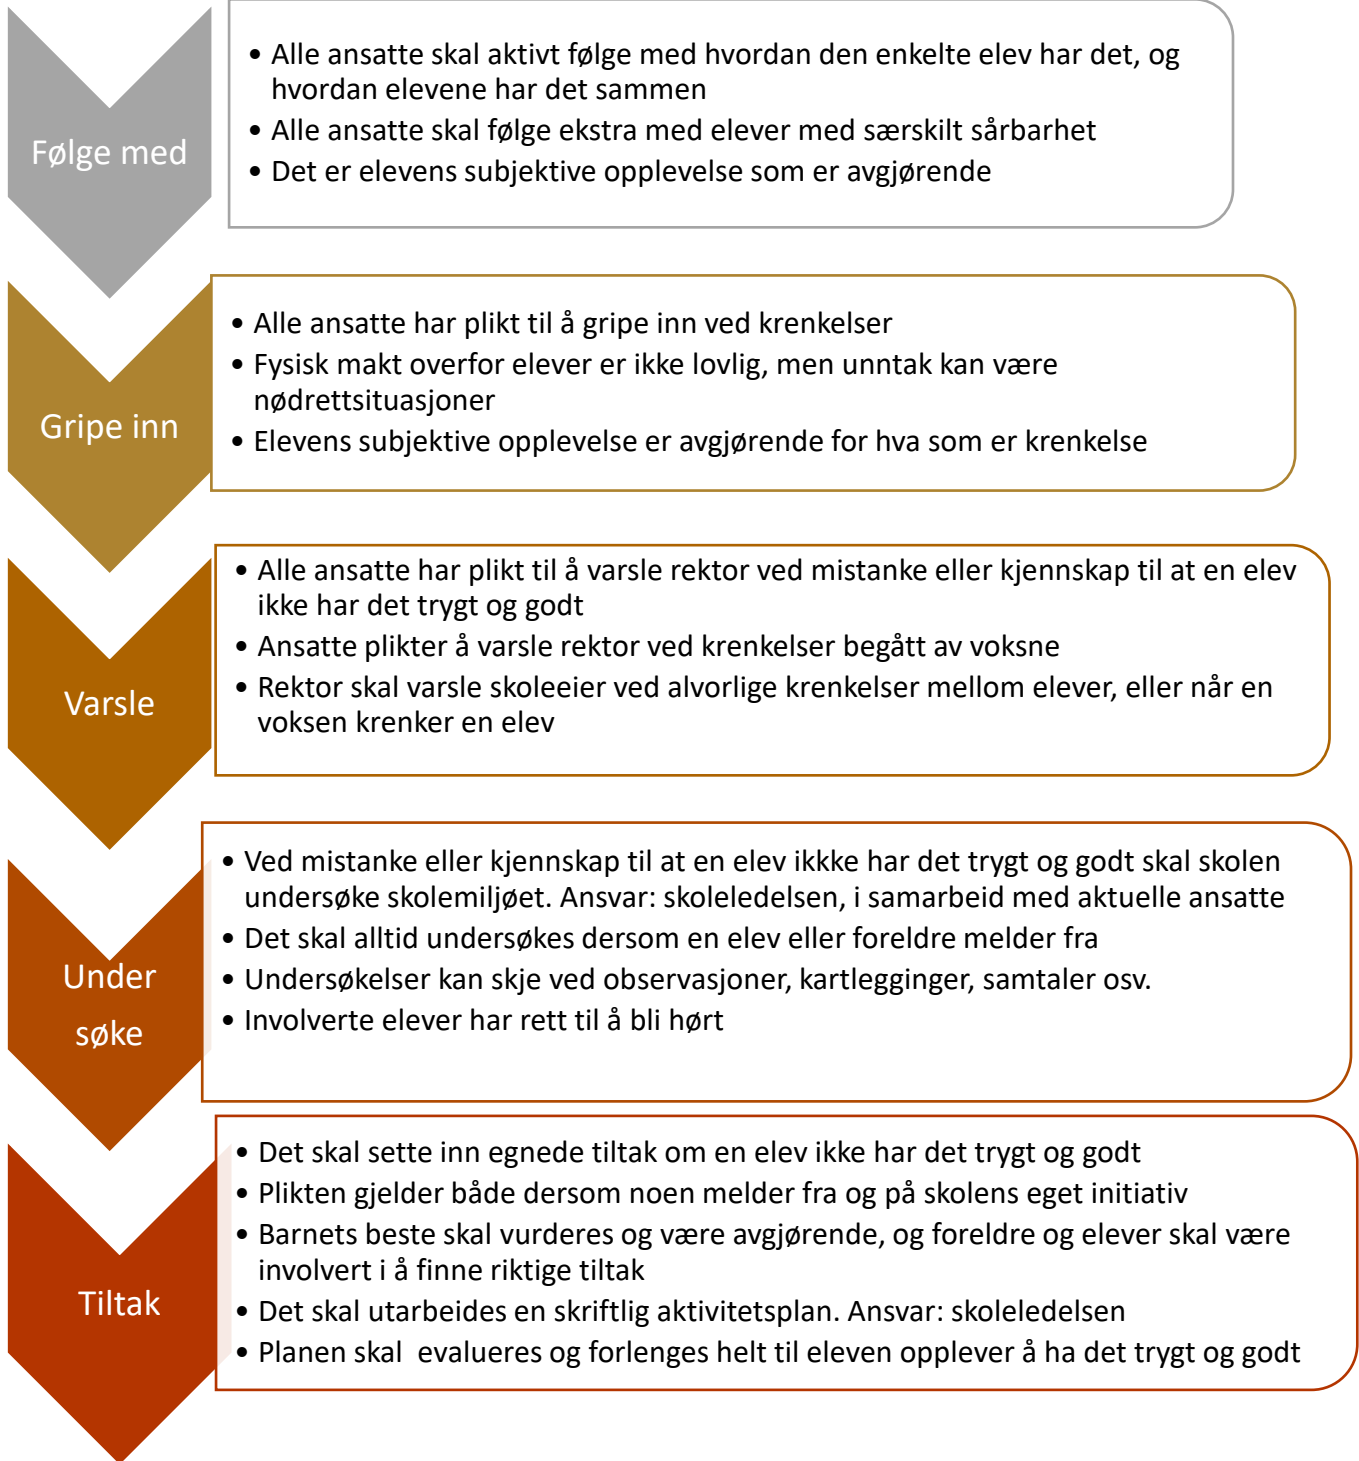 Følge med
• Alle ansatte skal aktivt følge med hvordan den enkelte elev har det, og
hvordan elevene har det sammen
• Alle ansatte skal følge ekstra med elever med særskilt sårbarhet
• Det er elevens subjektive opplevelse som er avgjørende
Gripe inn
• Alle ansatte har plikt til å gripe inn ved krenkelser
• Fysisk makt overfor elever er ikke lovlig, men unntak kan være
nødrettsituasjoner
• Elevens subjektive opplevelse er avgjørende for hva som er krenkelse
Varsle
• Alle ansatte har plikt til å varsle rektor ved mistanke eller kjennskap til at en elev
ikke har det trygt og godt
• Ansatte plikter å varsle rektor ved krenkelser begått av voksne
• Rektor skal varsle skoleeier ved alvorlige krenkelser mellom elever, eller når en
voksen krenker en elev
Under
søke
• Ved mistanke eller kjennskap til at en elev ikkke har det trygt og godt skal skolen
undersøke skolemiljøet. Ansvar: skoleledelsen, i samarbeid med aktuelle ansatte
• Det skal alltid undersøkes dersom en elev eller foreldre melder fra
• Undersøkelser kan skje ved observasjoner, kartlegginger, samtaler osv.
• Involverte elever har rett til å bli hørt
Tiltak
• Det skal sette inn egnede tiltak om en elev ikke har det trygt og godt
• Plikten gjelder både dersom noen melder fra og på skolens eget initiativ
• Barnets beste skal vurderes og være avgjørende, og foreldre og elever skal være
involvert i å finne riktige tiltak
• Det skal utarbeides en skriftlig aktivitetsplan. Ansvar: skoleledelsen
• Planen skal  evalueres og forlenges helt til eleven opplever å ha det trygt og godt